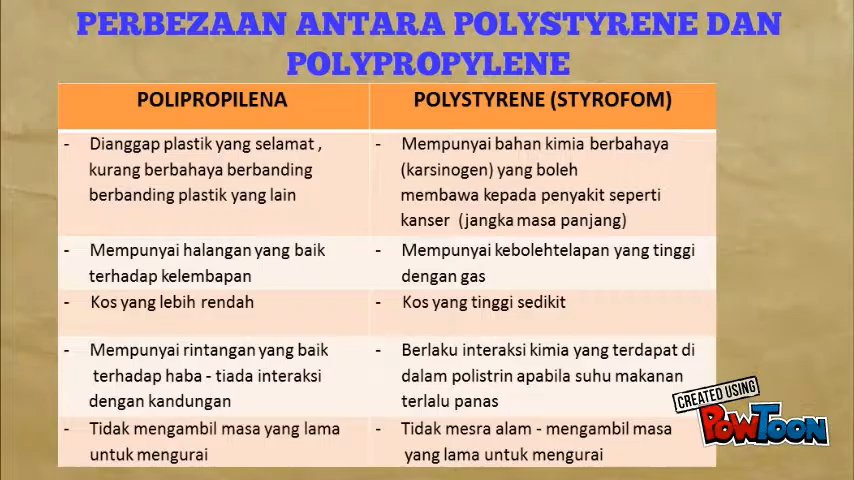 PERBEZAAN ANTARA POLYSTYRENE DAN
POLYPROPYLENE
POLIPROPILENA
POLYSTYRENE (STYROFOM)
- Dianggap plastik yang selamat ,
kurang berbahaya berbanding
berbanding plastik yang lain
- Mempunyai bahan kimia berbahaya
(karsinogen) yang boleh
membawa kepada penyakit seperti
kanser (jangka masa panjang)
- Mempunyai halangan yang baik
terhadap kelembapan
- Mempunyai kebolehtelapan yang tinggi
dengan gas
- Kos yang lebih rendah
- Kos yang tinggi sedikit
- Mempunyai rintangan yang baik
terhadap haba - tiada interaksi
dengan kandungan
- Berlaku interaksi kimia yang terdapat di
dalam polistrin apabila suhu makanan
terlalu panas
- Tidak mengambil masa yang lama
untuk mengurai
- Tidak mesra alam - mengambil masa
yang lama untuk mengurai
CREATED USING
POWTOON